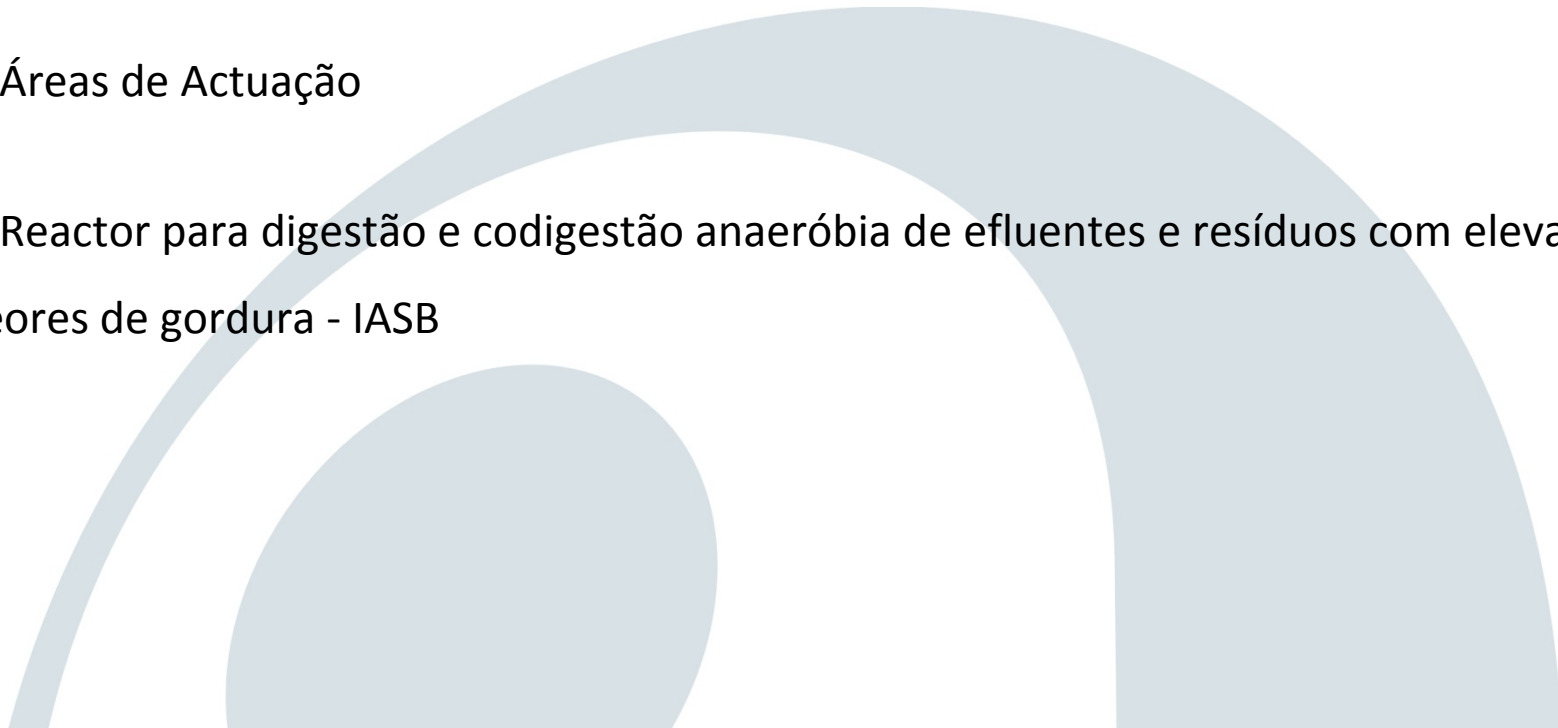 Áreas de Actuação
Reactor para digestão e codigestão anaeróbia de efluentes e resíduos com eleva
eores de gordura - IASB